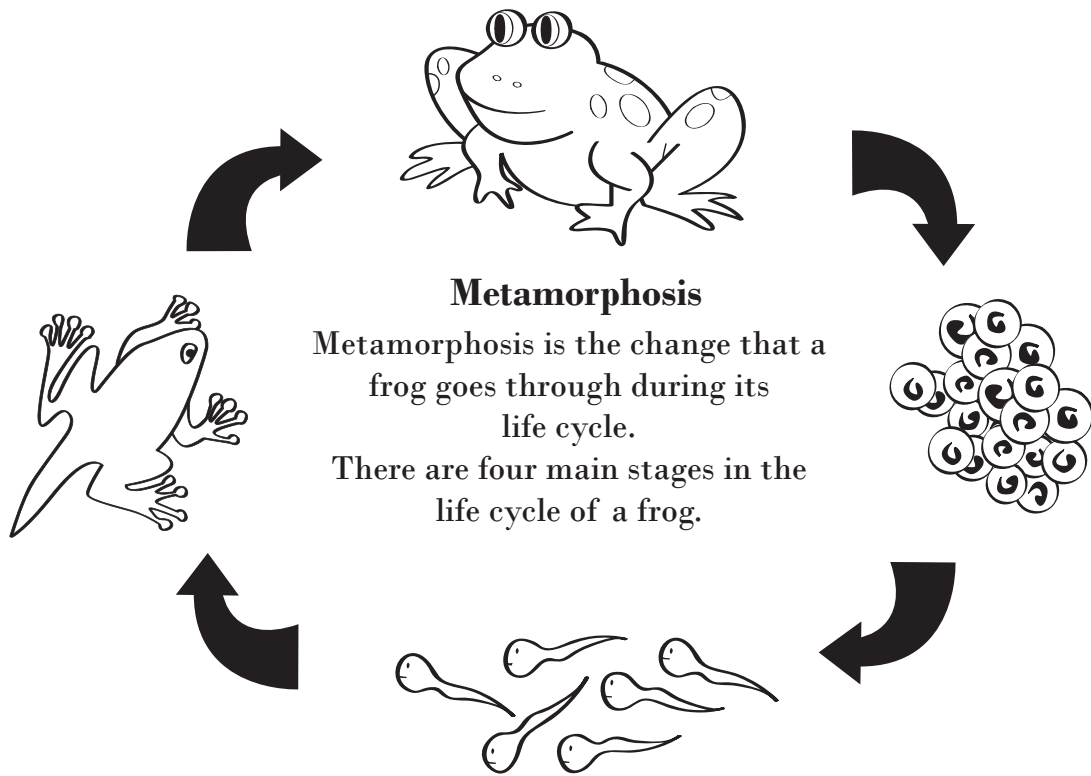 Metamorphosis
Metamorphosis is the change that a
frog goes through during its
life cycle.
There are four main stages in the
life cycle of a frog.